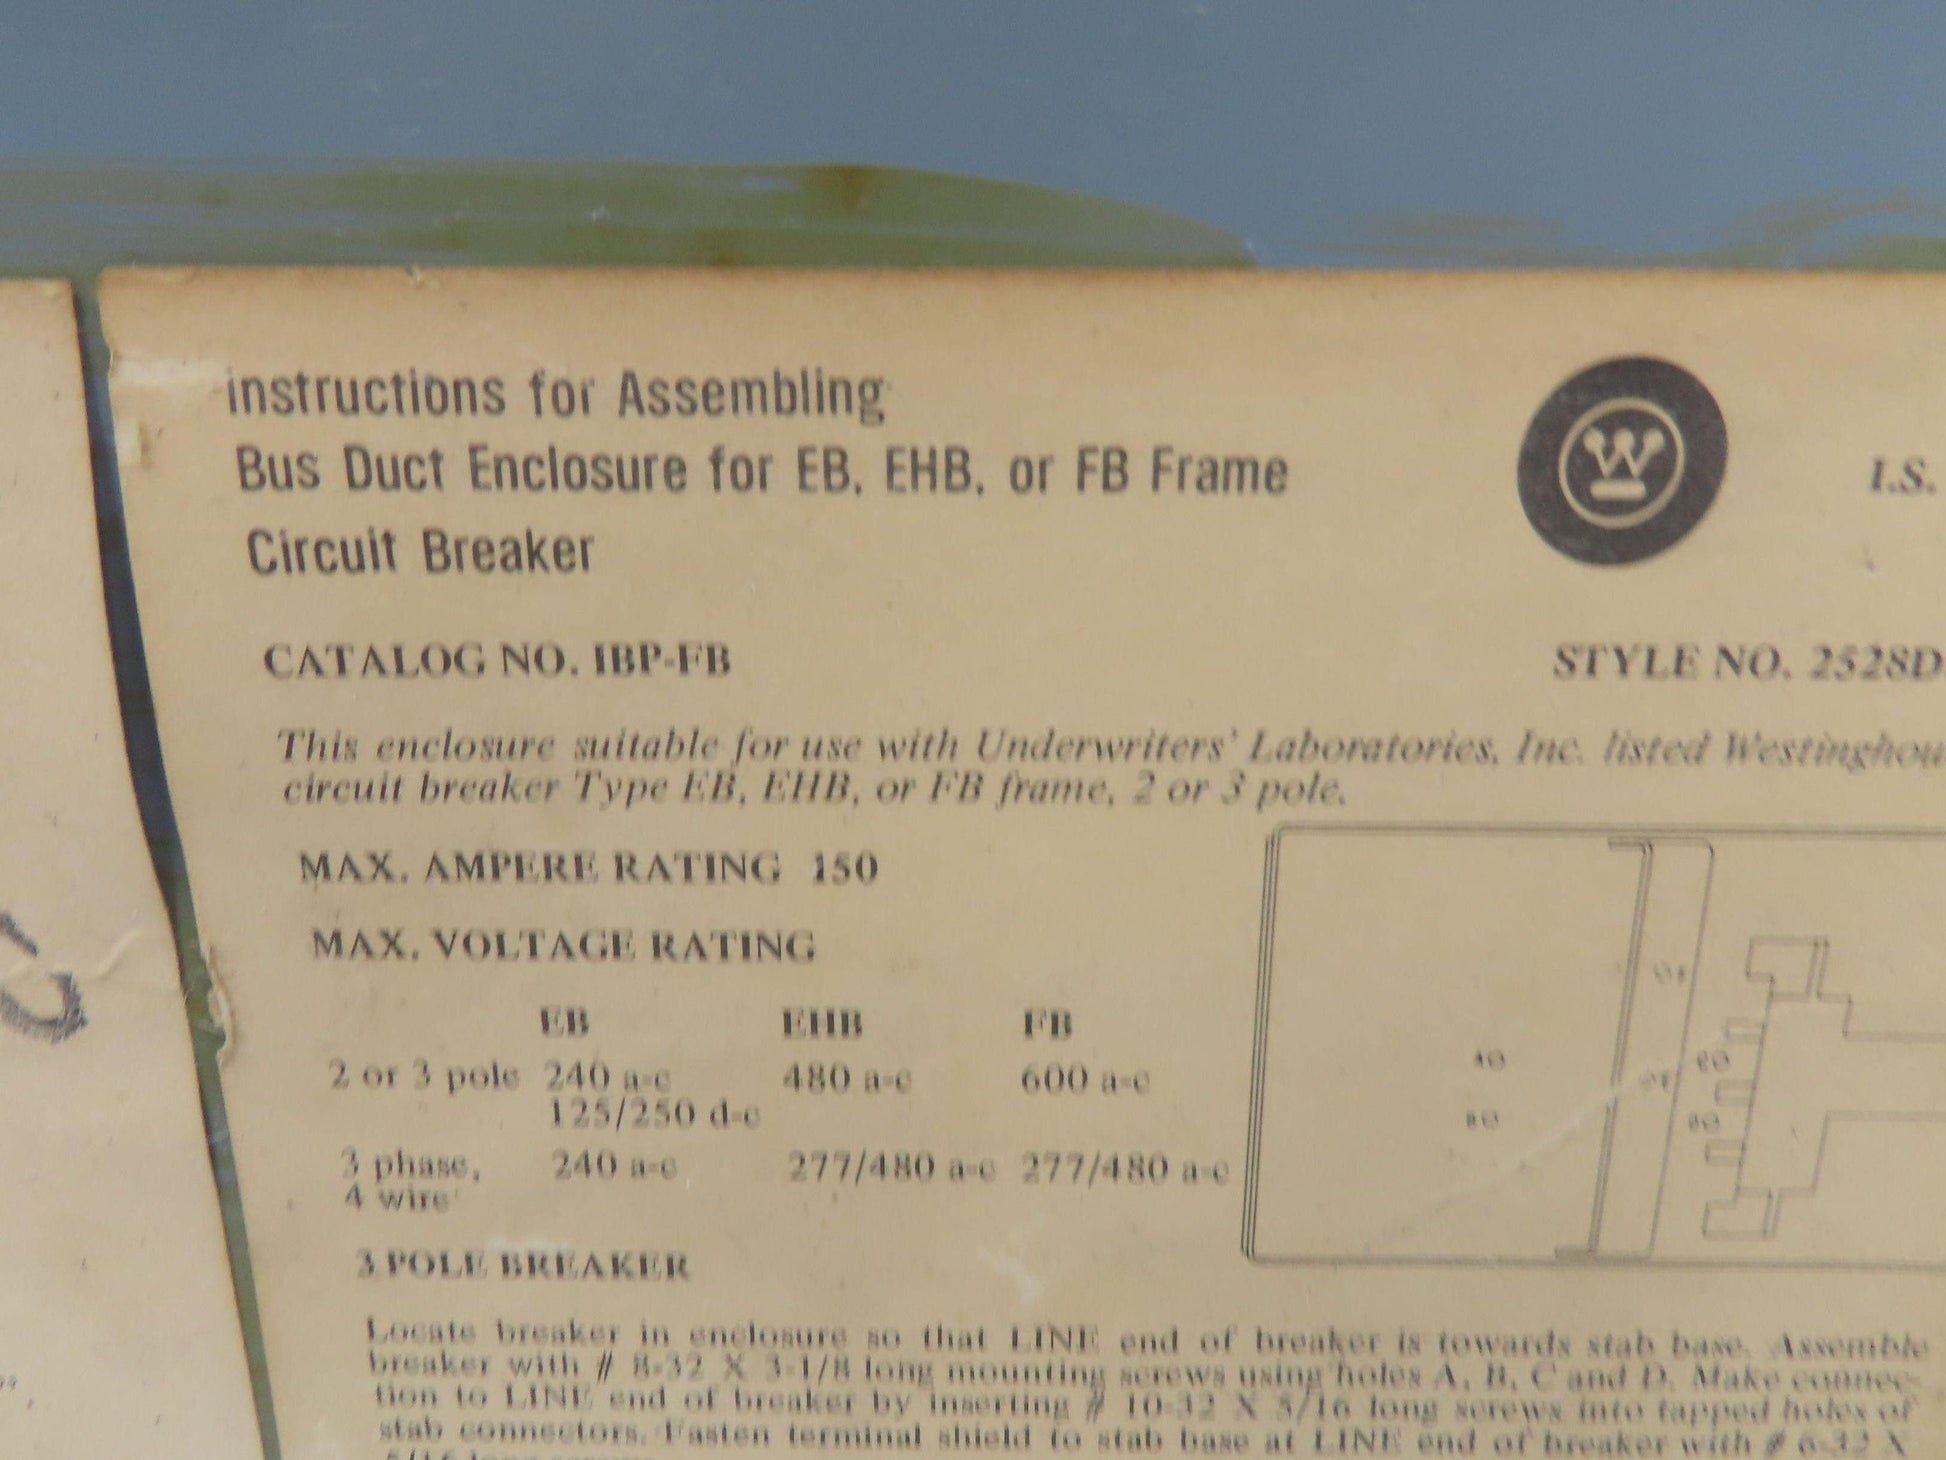 Instructions for Assembling
Bus Duct Enclosure for EB, EHB, or FB Frame
Circuit Breaker
W
I.S.
CATALOG NO. IBP-FB
STYLE NO. 2528D
This enclosure suitable for use with Underwriters' Laboratories, Inc. listed Westinghou
circuit breaker Type EB, EHB, or FB frame, 2 or 3 pole.
MAX. AMPERE RATING 150
MAX. VOLTAGE RATING
EB EHB FB
2 or 3 pole 240 a-c 480 a-c 600 a-c
125/250 d-c
3 phase, 240 a-c 277/480 a-c 277/480 a-c
4 wire
3 POLE BREAKER
Locate breaker in enclosure so that LINE end of breaker is towards stab base. Assemble
breaker with # 8-32 X 3-1/8 long mounting screws using holes A, B, C and D. Make connec-
tion to LINE end of breaker by inserting # 10-32 X 5/16 long screws into tapped holes of
stab connectors. Fasten terminal shield to stab base at LINE end of breaker with # 6-32 X